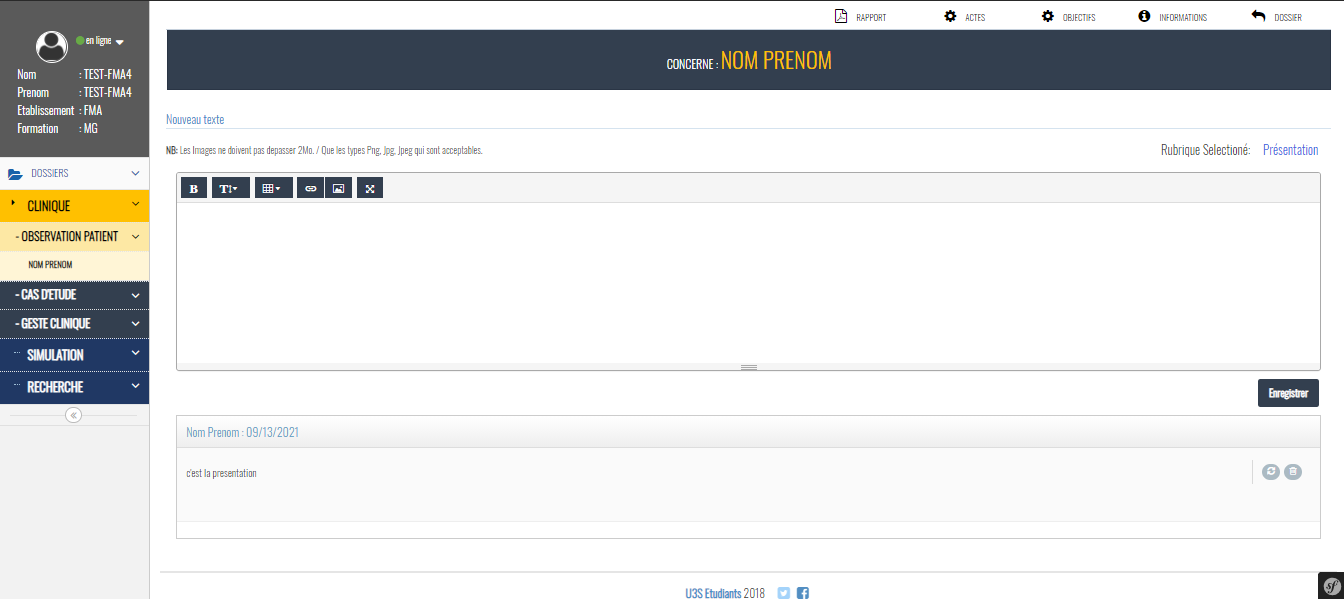 RAPPORT ACTES OBJECTIFS INFORMATIONS DOSSIER
en ligne
Nom : TEST-FMA4
Prenom : TEST-FMA4
Etablissement : FMA
Formation : MG
DOSSIERS
CLINIQUE
- OBSERVATION PATIENT
NOM PRENOM
- CAS D'ETUDE
- GESTE CLINIQUE
SIMULATION
RECHERCHE
CONCERNE : NOM PRENOM
Nouveau texte
NB: Les Images ne doivent pas depasser 2Mo. / Que les types Png, Jpg, Jpeg qui sont acceptables.
Rubrique Selectioné: Présentation
B T
Enregistrer
Nom Prenom : 09/13/2021
c'est la presentation
U3S Etudiants 2018
sf